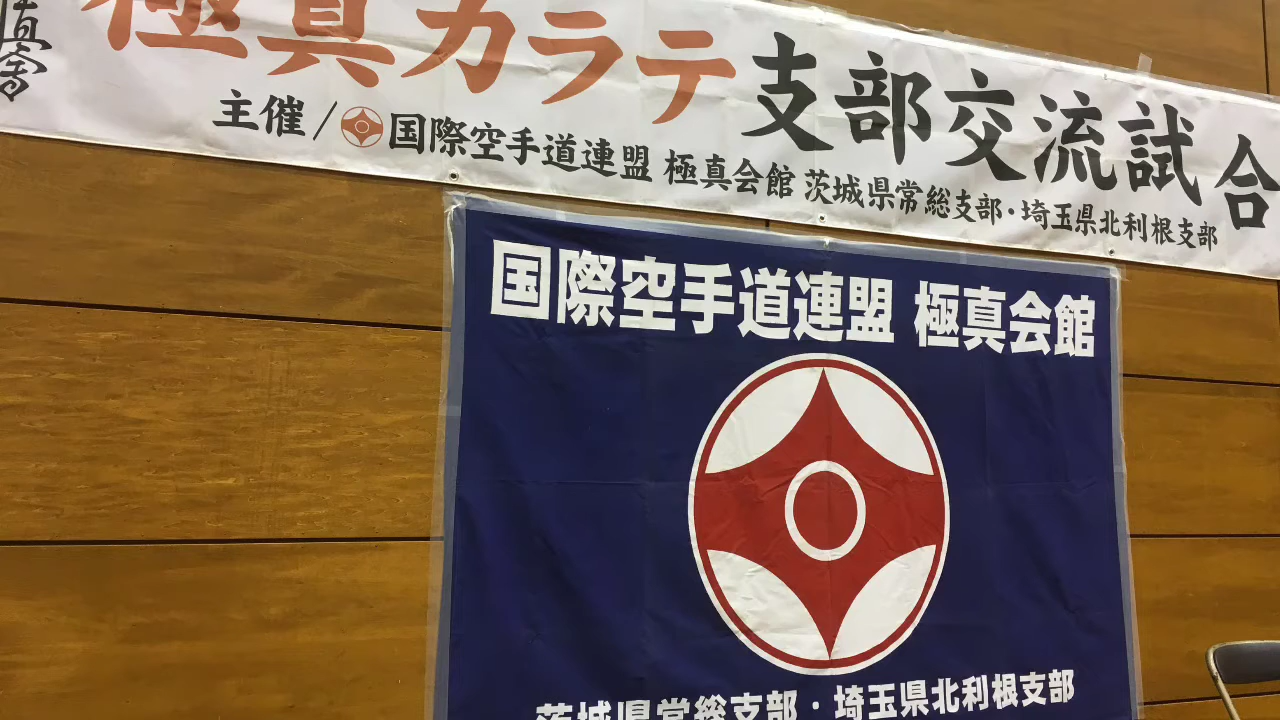 極真カラテ支部交流試合
主催/国際空手道連盟 極真会館 茨城県常総支部・埼玉県北利根支部
国際空手道連盟 極真会館
茨城県常総支部・埼玉県北利根支部